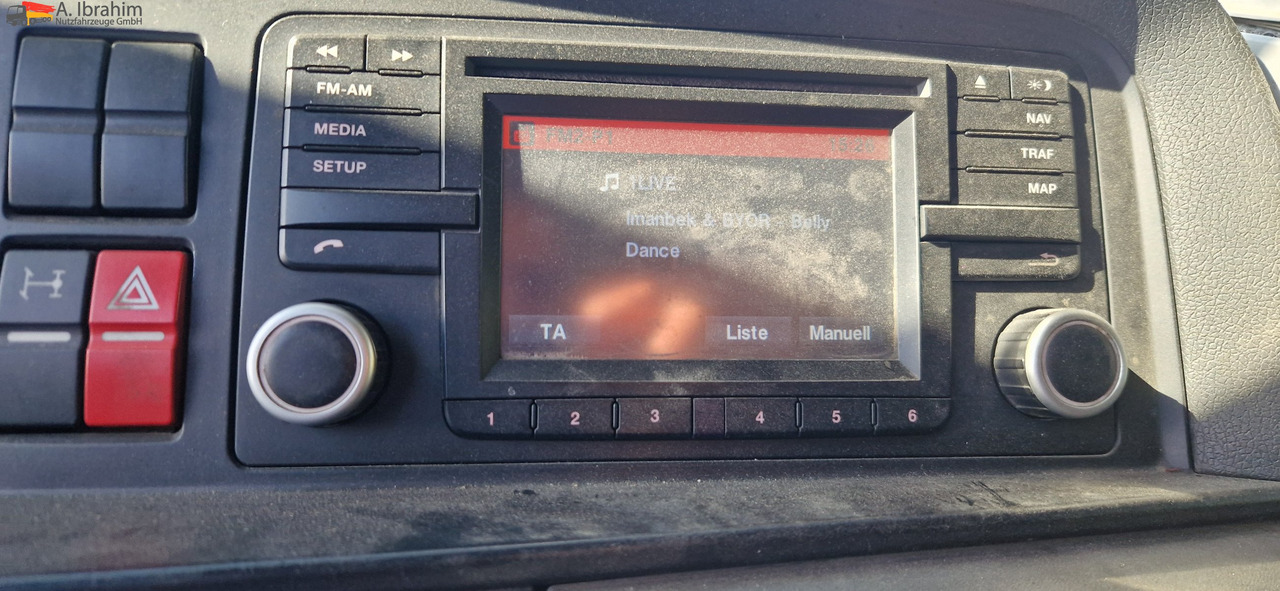 A. Ibrahim
Nutzfahrzeuge GmbH
FM-AM
MEDIA
SETUP
NAV
TRAF
MAP
1LIVE
Imanbek & BYOR Belly
Dance
TA
Liste
Manuell
1
2
3
4
5
6